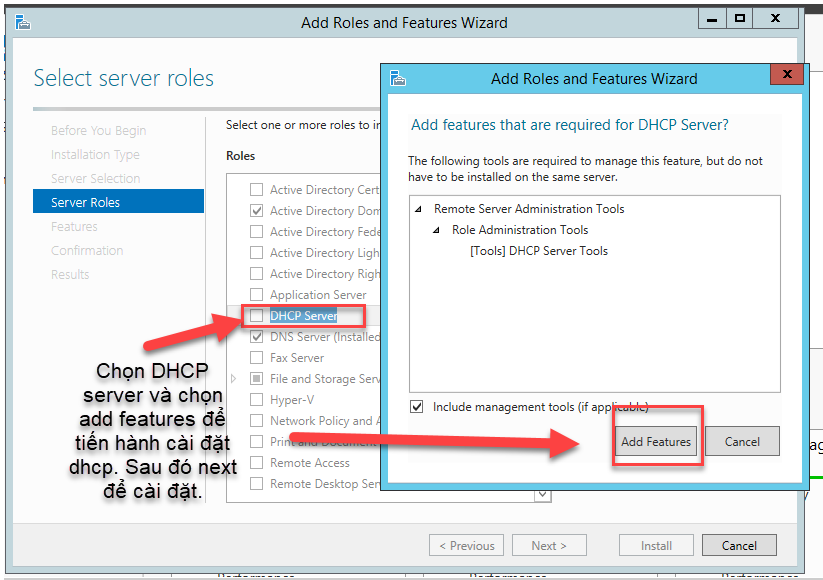 Add Roles and Features Wizard
Select server roles
Before You Begin
Installation Type
Server Selection
Server Roles
Features
Confirmation
Results
Select one or more roles to in
Roles
Active Directory Cert
Active Directory Dom
Active Directory Fede
Active Directory Ligh
Active Directory Righ
Application Server
DHCP Server
DNS Server (Installed
Fax Server
File and Storage Serv
Hyper-V
Network Policy and A
Print and Document
Remote Access
Remote Desktop Ser
Chọn DHCP
server và chọn
add features để
tiến hành cài đặt
dhcp. Sau đó next
để cài đặt.
Add Roles and Features Wizard
Add features that are required for DHCP Server?
The following tools are required to manage this feature, but do not
have to be installed on the same server.
Remote Server Administration Tools
Role Administration Tools
[Tools] DHCP Server Tools
Include management tools (if applicable)
Add Features
Cancel
< Previous
Next >
Install
Cancel